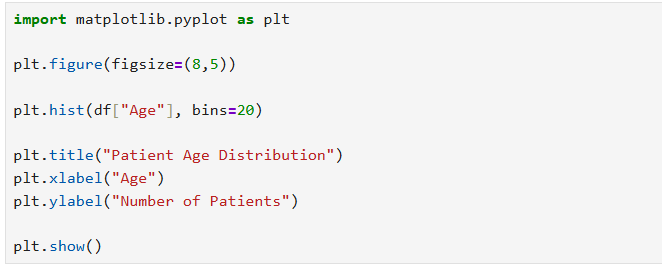 import matplotlib.pyplot as plt
plt.figure(figsize=(8,5))
plt.hist(df["Age"], bins=20)
plt.title("Patient Age Distribution")
plt.xlabel("Age")
plt.ylabel("Number of Patients")
plt.show()